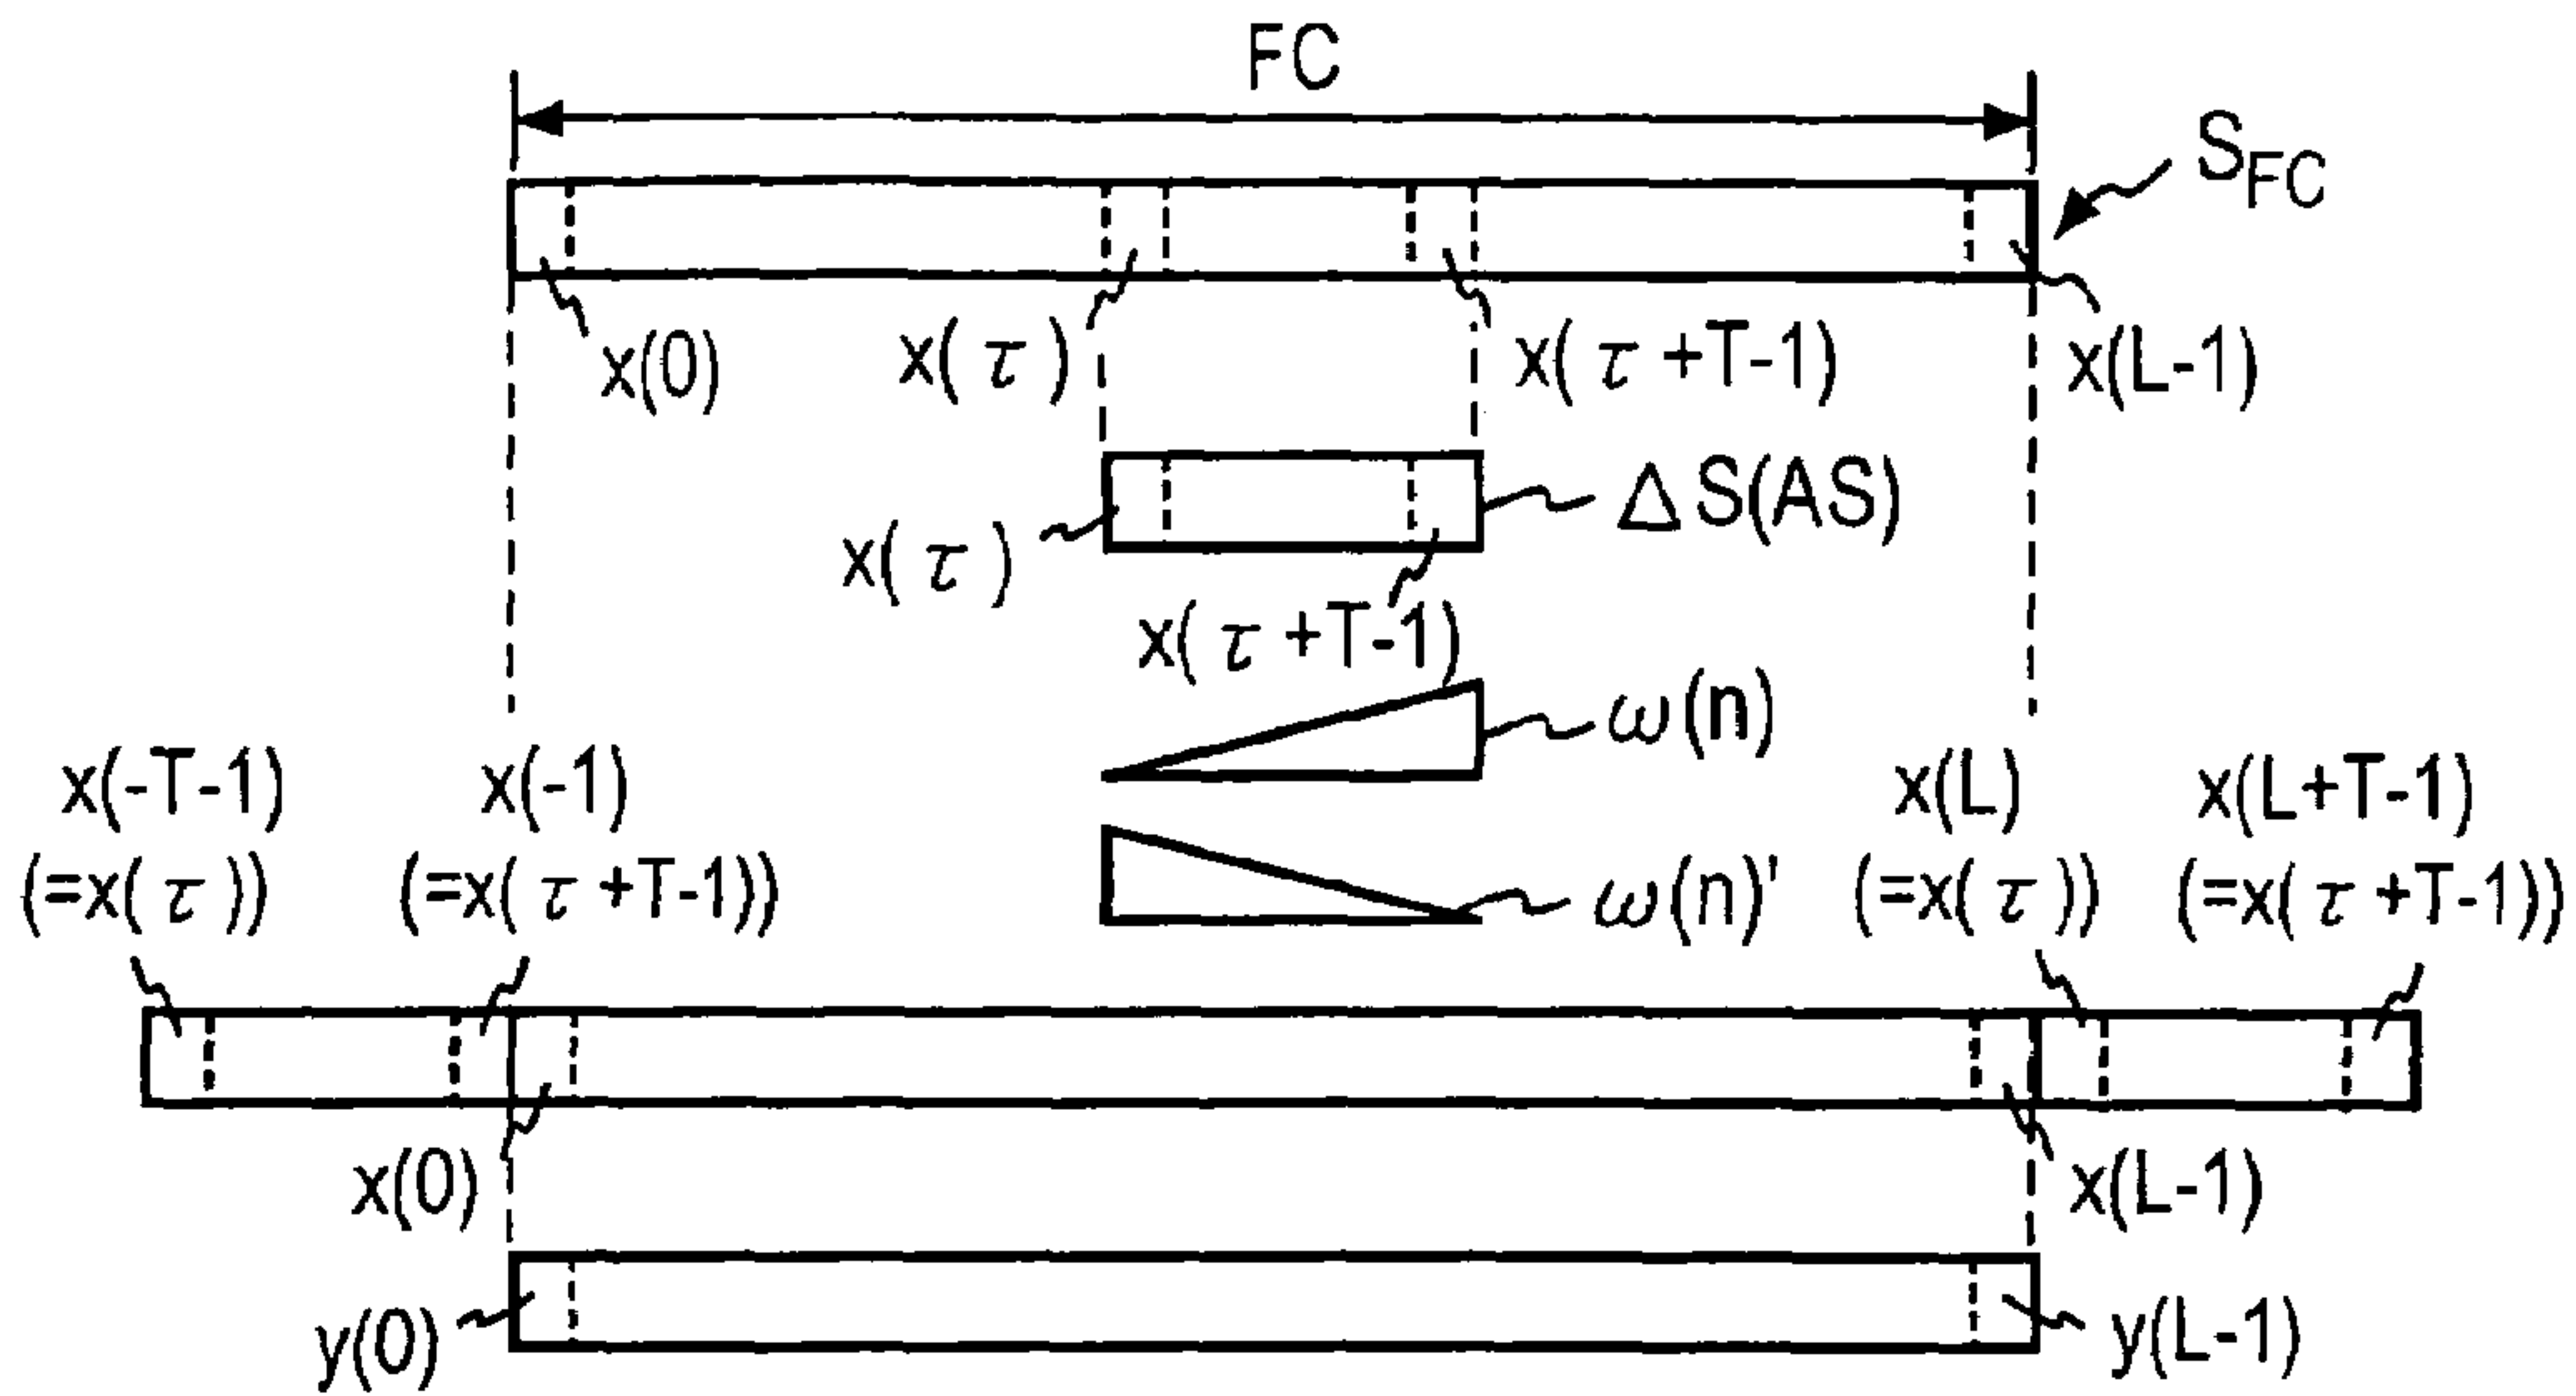 FC
S_FC
x(0)
x(τ)
x(τ+T-1)
x(L-1)
ΔS(AS)
x(τ)
x(τ+T-1)
ω(n)
x(-T-1)
(=x(τ))
x(-1)
(=x(τ+T-1))
x(L)
(=x(τ))
x(L+T-1)
(=x(τ+T-1))
ω(n)'
x(0)
x(L-1)
y(0)
y(L-1)